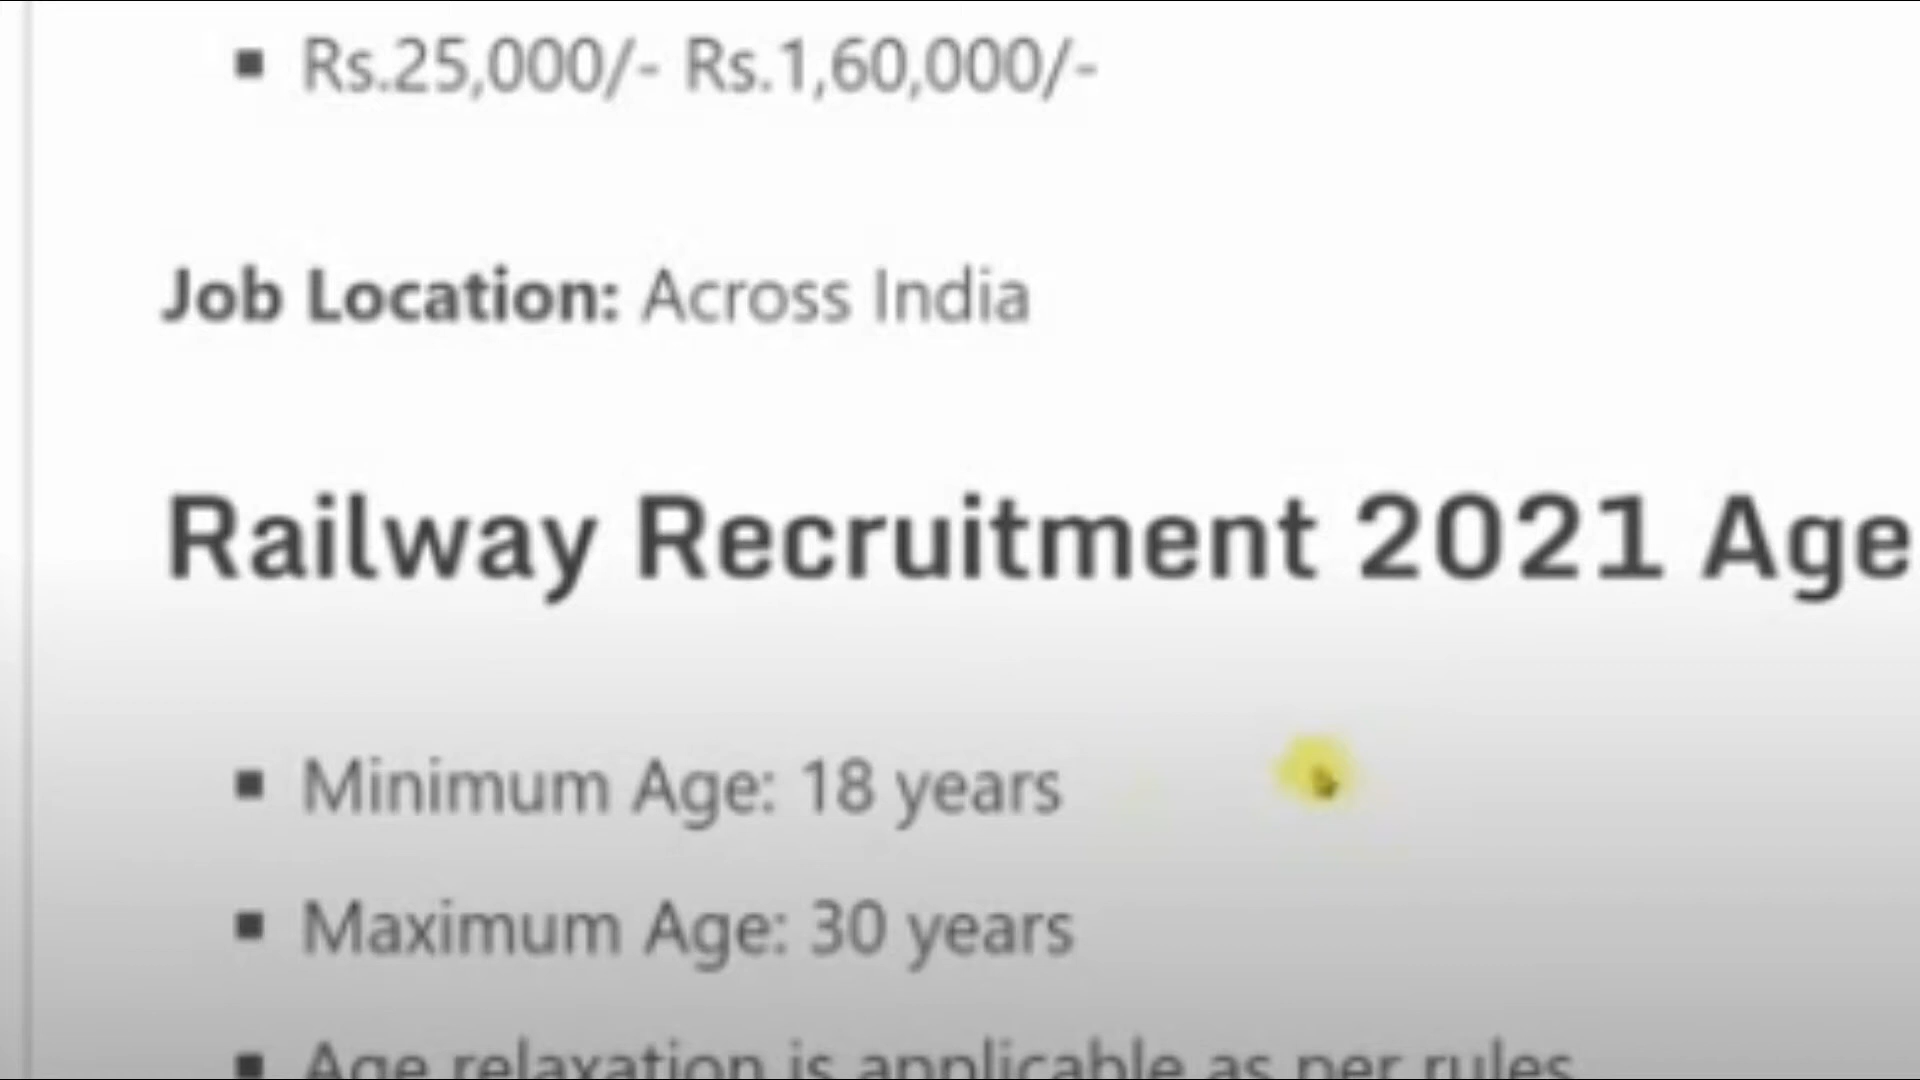 Rs.25,000/- Rs.1,60,000/-
Job Location: Across India
Railway Recruitment 2021 Age
Minimum Age: 18 years
Maximum Age: 30 years
Age relaxation is applicable as per rules